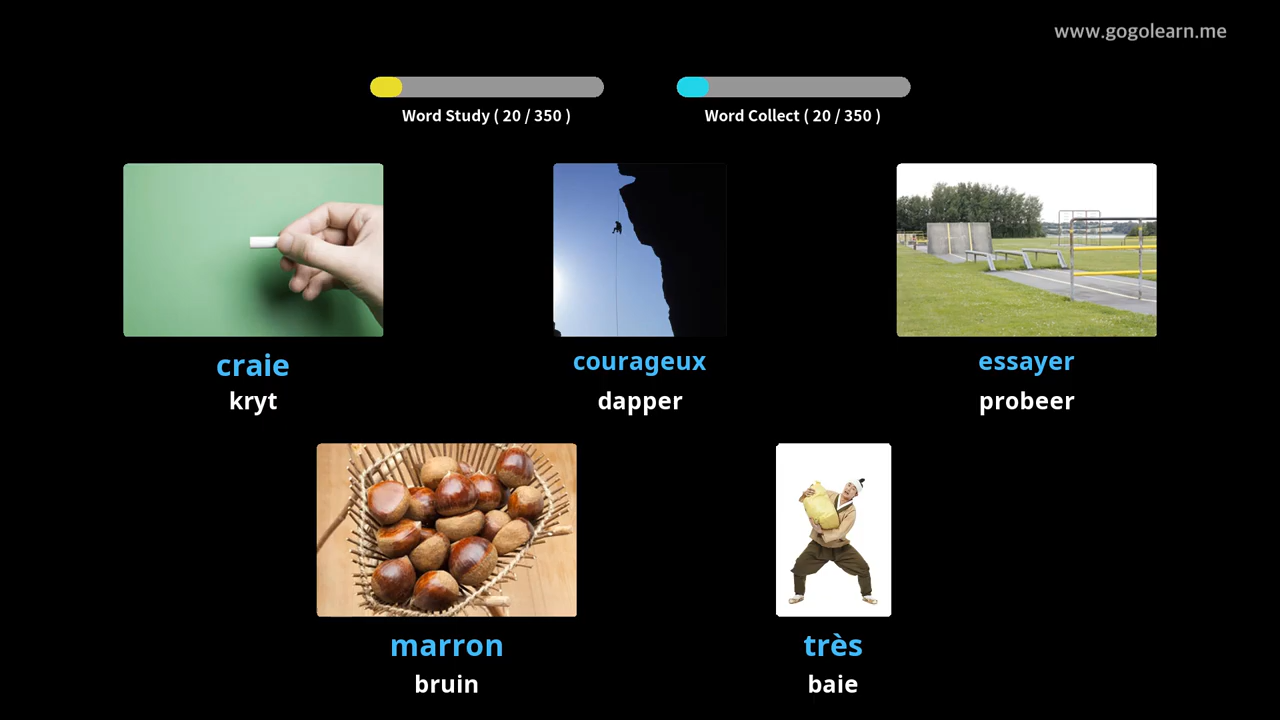 www.gogolearn.me
Word Study ( 20 / 350 )
Word Collect ( 20 / 350 )
craie
kryt
courageux
dapper
essayer
probeer
marron
bruin
très
baie